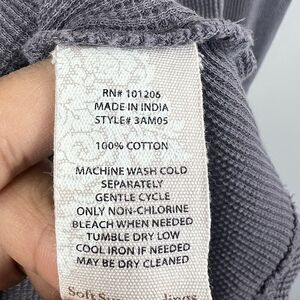 RN# 101206
MADE IN INDIA
STYLE# 3AM05
100% COTTON
MACHINE WASH COLD
SEPARATELY
GENTLE CYCLE
ONLY NON-CHLORINE
BLEACH WHEN NEEDED
TUMBLE DRY LOW
COOL IRON IF NEEDED
MAY BE DRY CLEANED